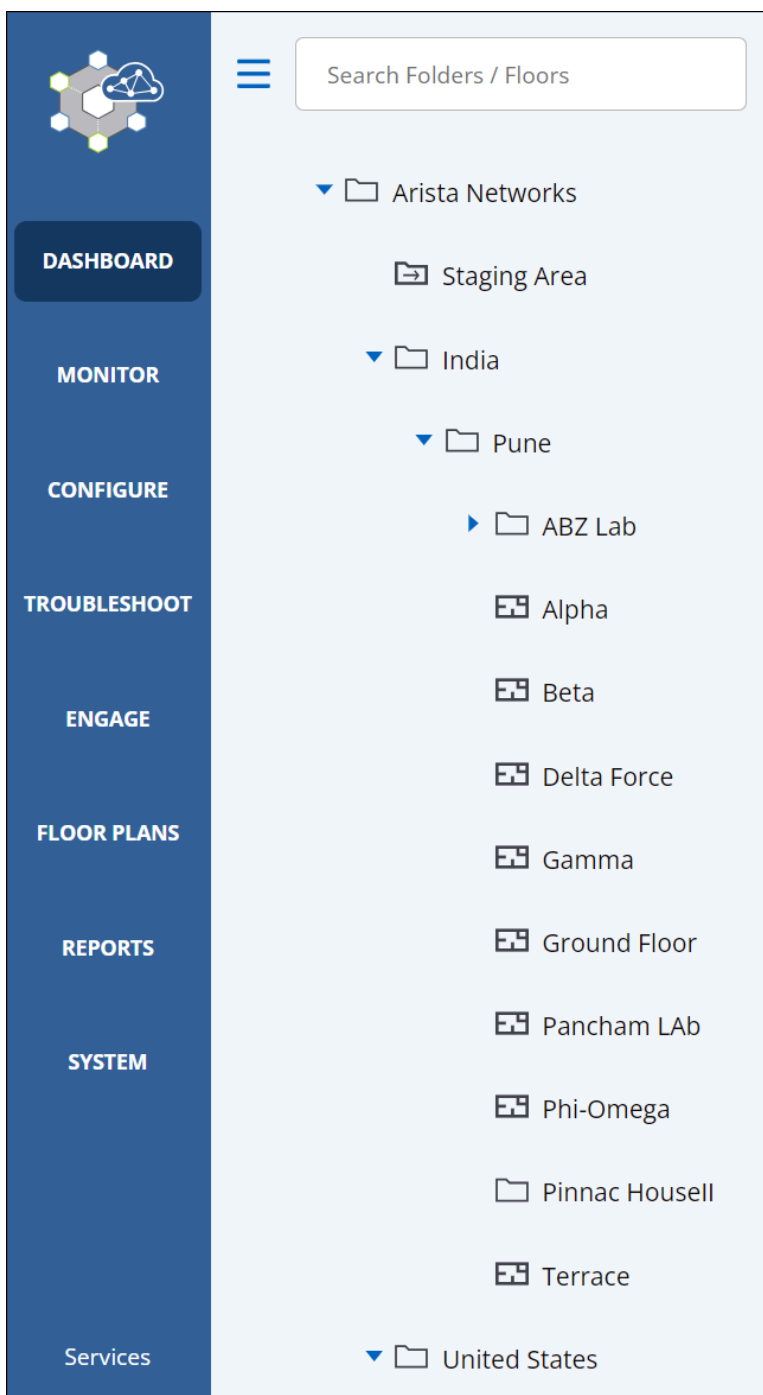 Search Folders / Floors
Arista Networks
DASHBOARD
Staging Area
MONITOR
India
Pune
CONFIGURE
ABZ Lab
TROUBLESHOOT
Alpha
Beta
ENGAGE
Delta Force
FLOOR PLANS
Gamma
REPORTS
Ground Floor
Pancham LAb
SYSTEM
Phi-Omega
Pinnac HouseII
Terrace
Services
United States